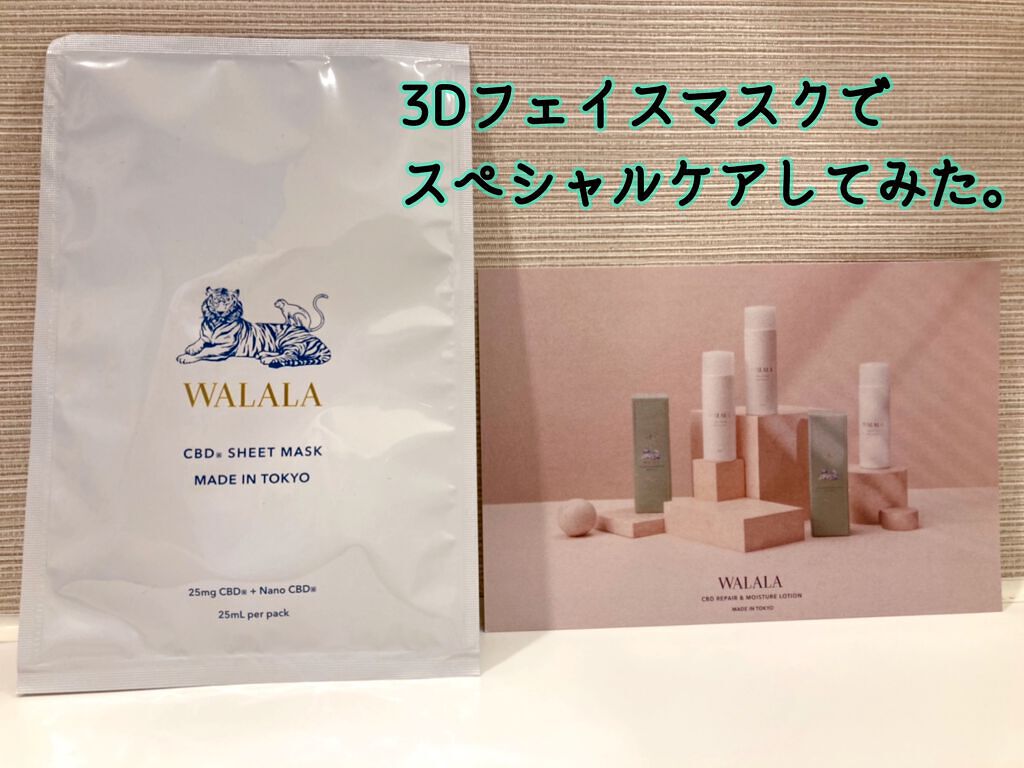 3Dフェイスマスクで
スペシャルケアしてみた。
WALALA
CBD※ SHEET MASK
MADE IN TOKYO
25mg CBD※ + Nano CBD※
25mL per pack
WALALA
CBD REPAIR & MOISTURE LOTION
MADE IN TOKYO